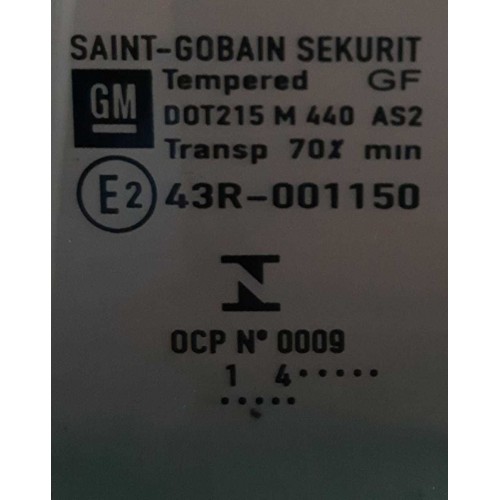 SAINT-GOBAIN SEKURIT
GM
Tempered GF
DOT215 M 440 AS2
Transp 70% min
E2 43R-001150
N
OCP Nº 0009
1 4·····
·····